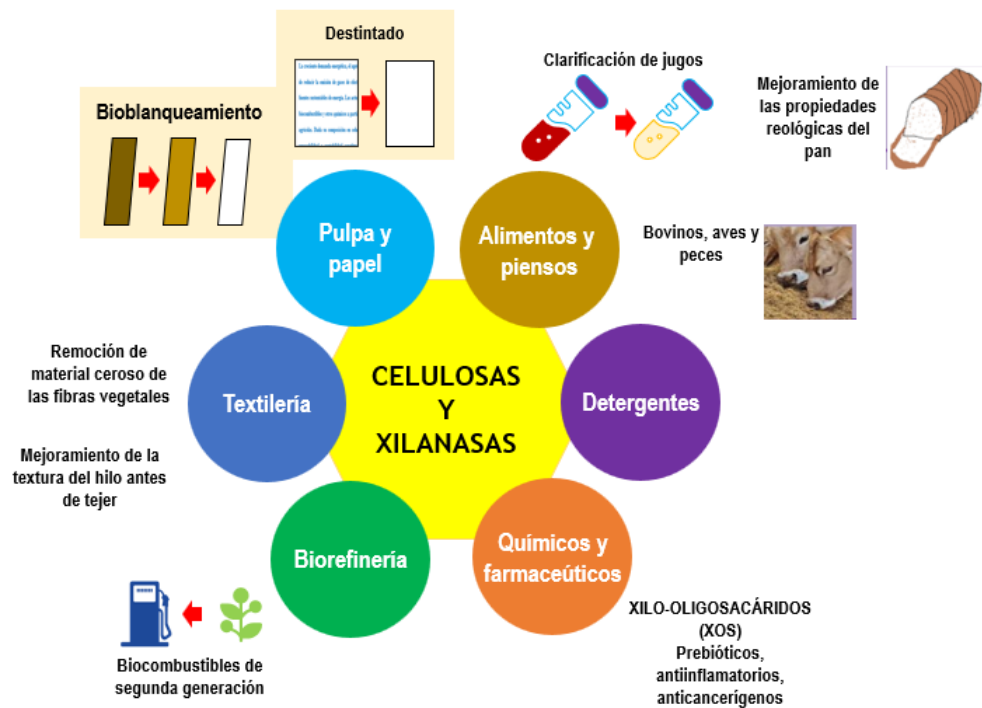 Destintado
Bioblanqueamiento
Clarificación de jugos
Mejoramiento de
las propiedades
reológicas del
pan
Pulpa y
papel
Alimentos y
piensos
Bovinos, aves y
peces
Remoción de
material ceroso de
las fibras vegetales
Textilería
CELULOSAS
Y
XILANASAS
Detergentes
Mejoramiento de la
textura del hilo antes
de tejer
Biorefinería
Químicos y
farmaceúticos
XILO-OLIGOSACÁRIDOS
(XOS)
Prebióticos,
antiinflamatorios,
anticancerígenos
Biocombustibles de
segunda generación